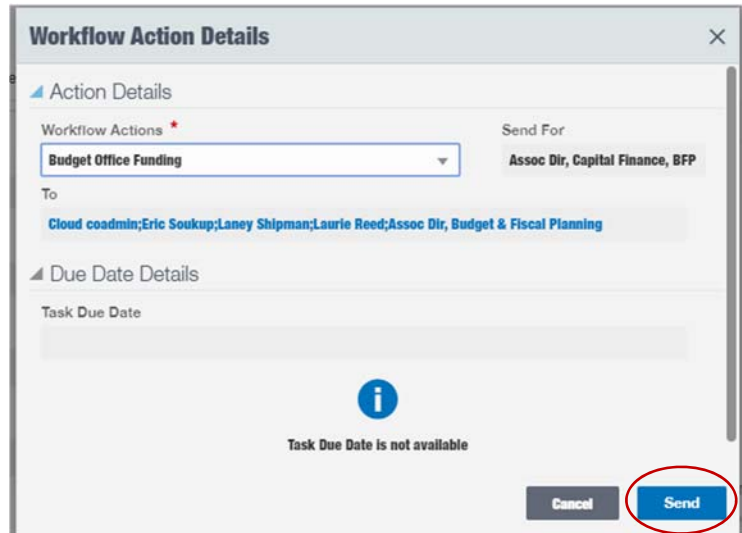 Workflow Action Details
e
Action Details
Workflow Actions * Send For
Budget Office Funding Assoc Dir, Capital Finance, BFP
To
Cloud coadmin;Eric Soukup;Laney Shipman;Laurie Reed;Assoc Dir, Budget & Fiscal Planning
Due Date Details
Task Due Date
Task Due Date is not available
Cancel Send